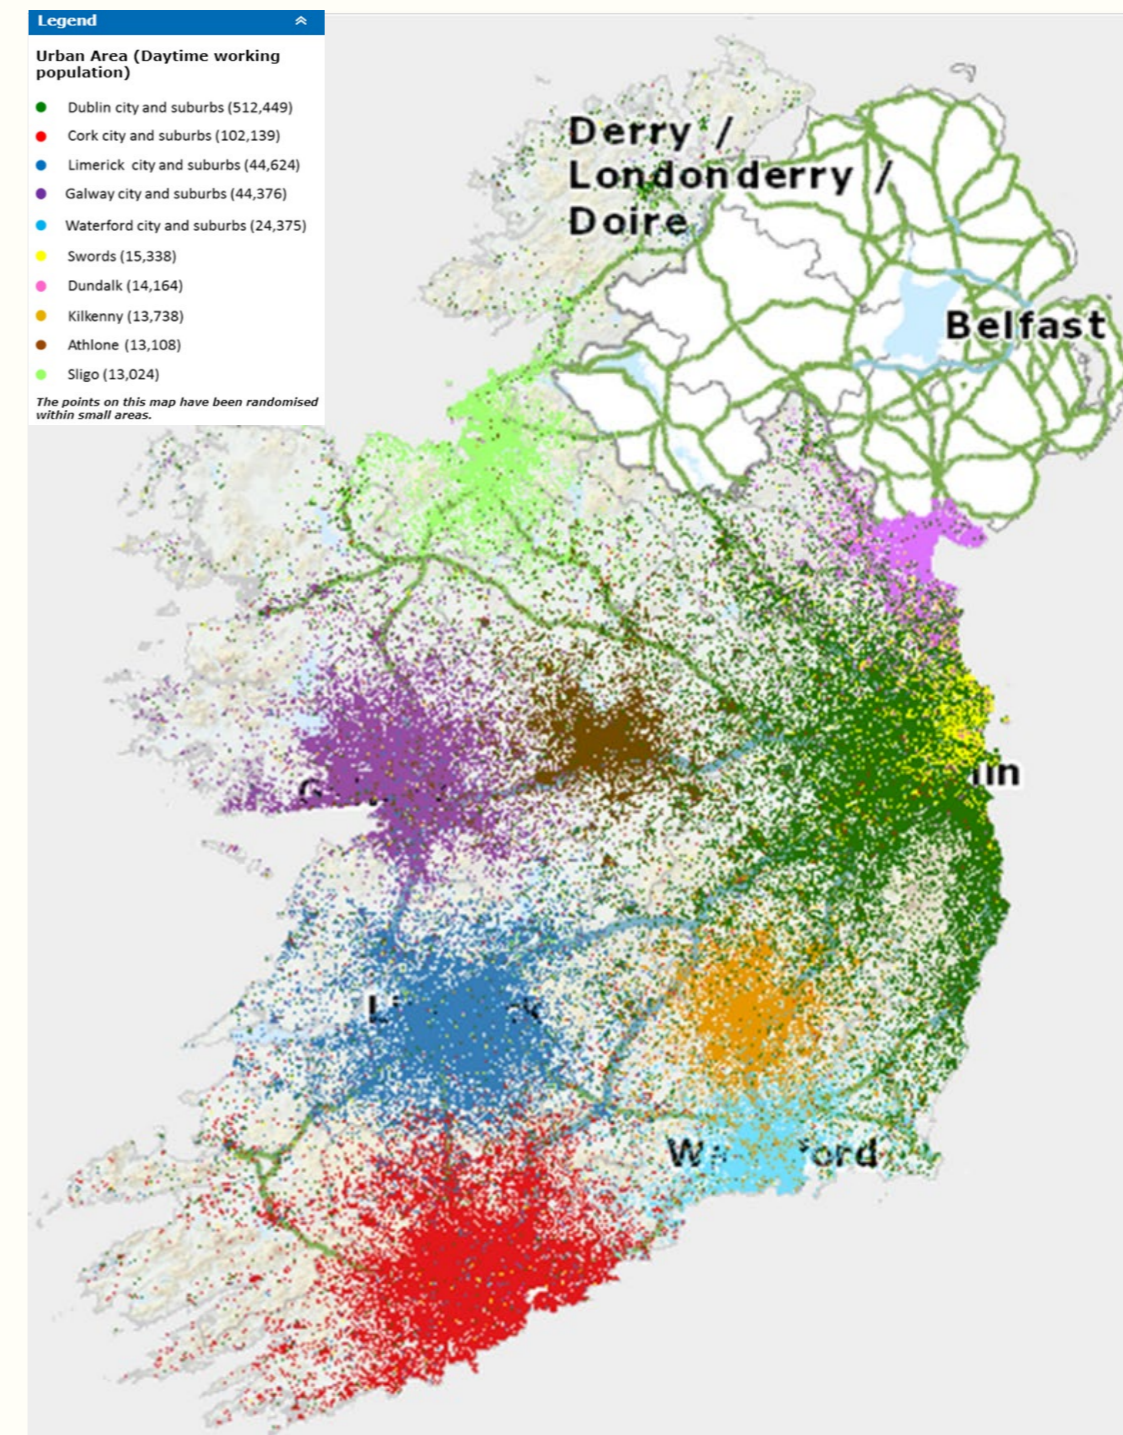 Legend
Urban Area (Daytime working
population)
Dublin city and suburbs (512,449)
Cork city and suburbs (102,139)
Limerick city and suburbs (44,624)
Galway city and suburbs (44,376)
Waterford city and suburbs (24,375)
Swords (15,338)
Dundalk (14,164)
Kilkenny (13,738)
Athlone (13,108)
Sligo (13,024)
The points on this map have been randomised
within small areas.
Derry /
Londonderry /
Doire
Belfast